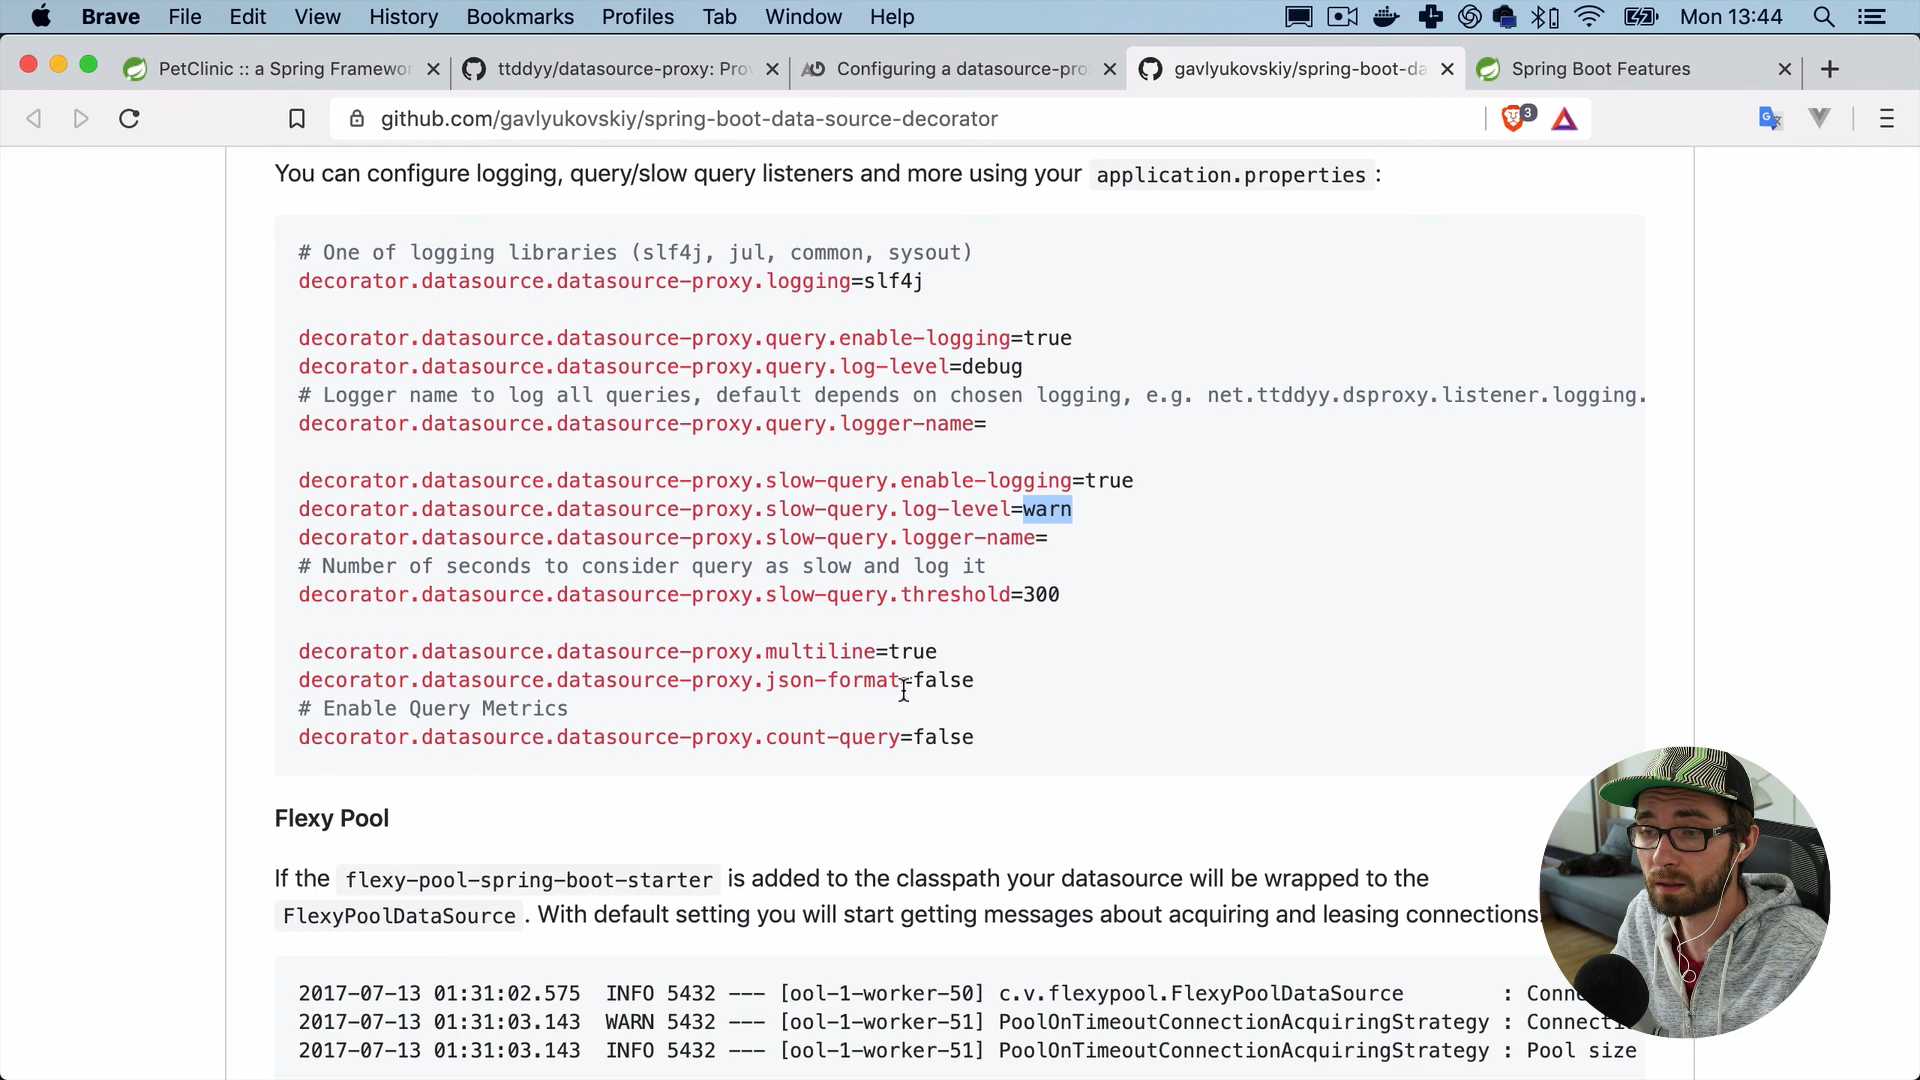 Brave File Edit View History Bookmarks Profiles Tab Window Help Mon 13:44
PetClinic :: a Spring Framewor ttddyy/datasource-proxy: Prov Configuring a datasource-pro gavlyukovskiy/spring-boot-da Spring Boot Features
github.com/gavlyukovskiy/spring-boot-data-source-decorator 3
You can configure logging, query/slow query listeners and more using your application.properties :
# One of logging libraries (slf4j, jul, common, sysout)
decorator.datasource.datasource-proxy.logging=slf4j
decorator.datasource.datasource-proxy.query.enable-logging=true
decorator.datasource.datasource-proxy.query.log-level=debug
# Logger name to log all queries, default depends on chosen logging, e.g. net.ttddyy.dsproxy.listener.logging.
decorator.datasource.datasource-proxy.query.logger-name=
decorator.datasource.datasource-proxy.slow-query.enable-logging=true
decorator.datasource.datasource-proxy.slow-query.log-level=warn
decorator.datasource.datasource-proxy.slow-query.logger-name=
# Number of seconds to consider query as slow and log it
decorator.datasource.datasource-proxy.slow-query.threshold=300
decorator.datasource.datasource-proxy.multiline=true
decorator.datasource.datasource-proxy.json-format=false
# Enable Query Metrics
decorator.datasource.datasource-proxy.count-query=false
Flexy Pool
If the flexy-pool-spring-boot-starter is added to the classpath your datasource will be wrapped to the
FlexyPoolDataSource . With default setting you will start getting messages about acquiring and leasing connections.
2017-07-13 01:31:02.575 INFO 5432 --- [ool-1-worker-50] c.v.flexypool.FlexyPoolDataSource : Conne
2017-07-13 01:31:03.143 WARN 5432 --- [ool-1-worker-51] PoolOnTimeoutConnectionAcquiringStrategy : Connecti
2017-07-13 01:31:03.143 INFO 5432 --- [ool-1-worker-51] PoolOnTimeoutConnectionAcquiringStrategy : Pool size